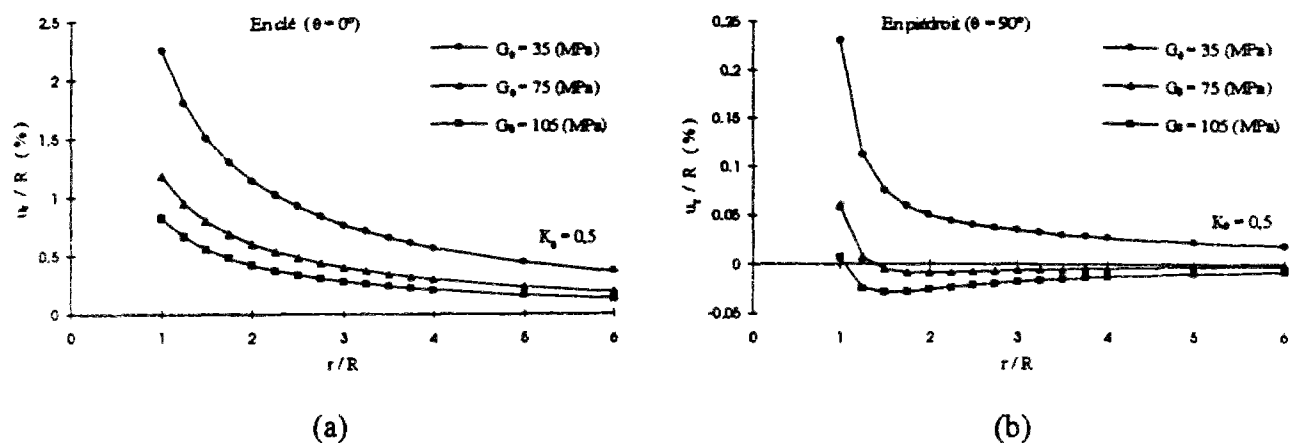 En clé (θ = 0°)
G₀ = 35 (MPa)
G₀ = 75 (MPa)
G₀ = 105 (MPa)
K₀ = 0,5
uᵣ / R (%)
2.5
2
1.5
1
0.5
0
0 1 2 3 4 5 6
r / R
(a)
En piédroit (θ = 90°)
G₀ = 35 (MPa)
G₀ = 75 (MPa)
G₀ = 105 (MPa)
K₀ = 0,5
uᵣ / R (%)
0.25
0.2
0.15
0.1
0.05
0
-0.05
0 1 2 3 4 5 6
r / R
(b)